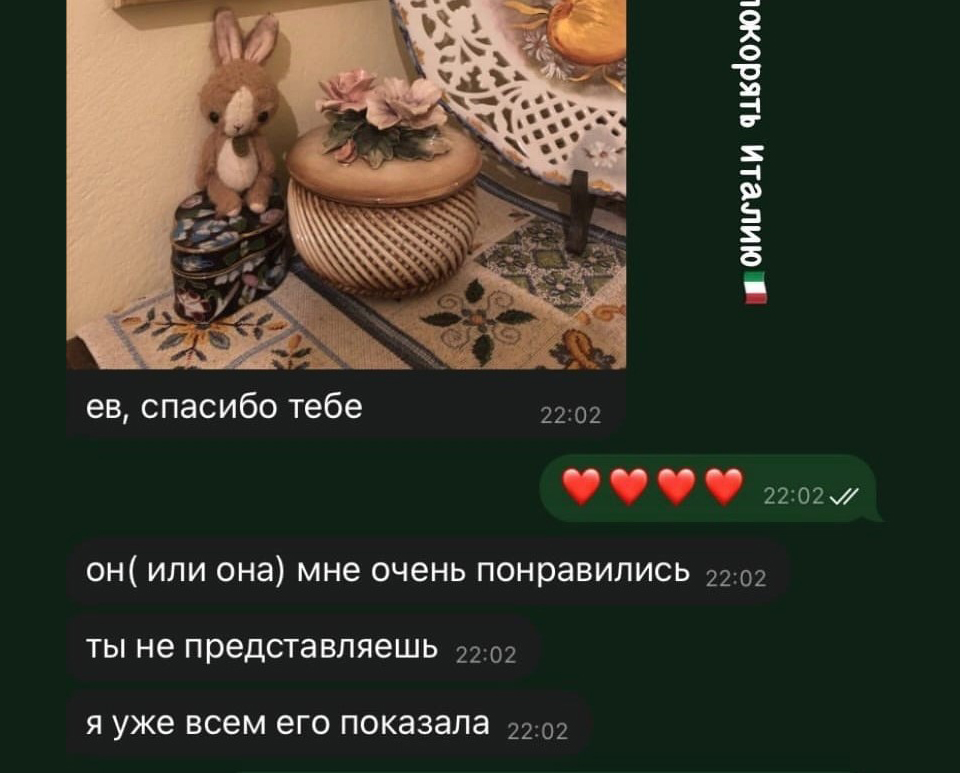 покорять италию🇮🇹
ев, спасибо тебе
22:02
❤️❤️❤️❤️ 22:02
он( или она) мне очень понравились 22:02
ты не представляешь 22:02
я уже всем его показала 22:02